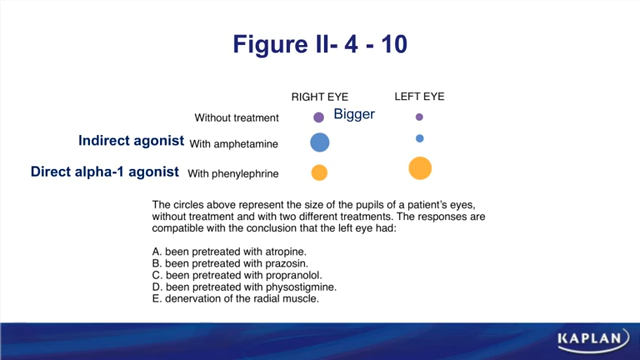 Figure II- 4 - 10
RIGHT EYE LEFT EYE
Without treatment Bigger
Indirect agonist With amphetamine
Direct alpha-1 agonist With phenylephrine
The circles above represent the size of the pupils of a patient's eyes,
without treatment and with two different treatments. The responses are
compatible with the conclusion that the left eye had:
A. been pretreated with atropine.
B. been pretreated with prazosin.
C. been pretreated with propranolol.
D. been pretreated with physostigmine.
E. denervation of the radial muscle.
KAPLAN